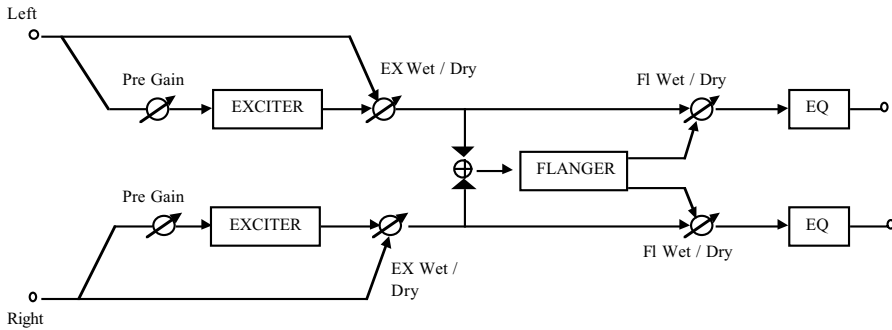 Left
Pre Gain
EXCITER
EX Wet / Dry
Fl Wet / Dry
EQ
FLANGER
Pre Gain
EXCITER
EX Wet /
Dry
Fl Wet / Dry
EQ
Right